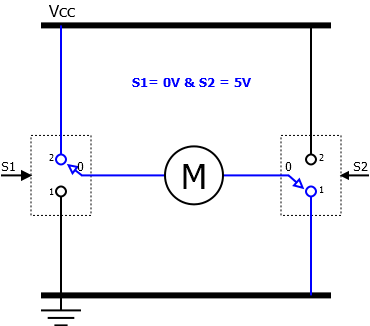 VCC
S1= 0V & S2 = 5V
S1
2
0
1
M
0
2
1
S2